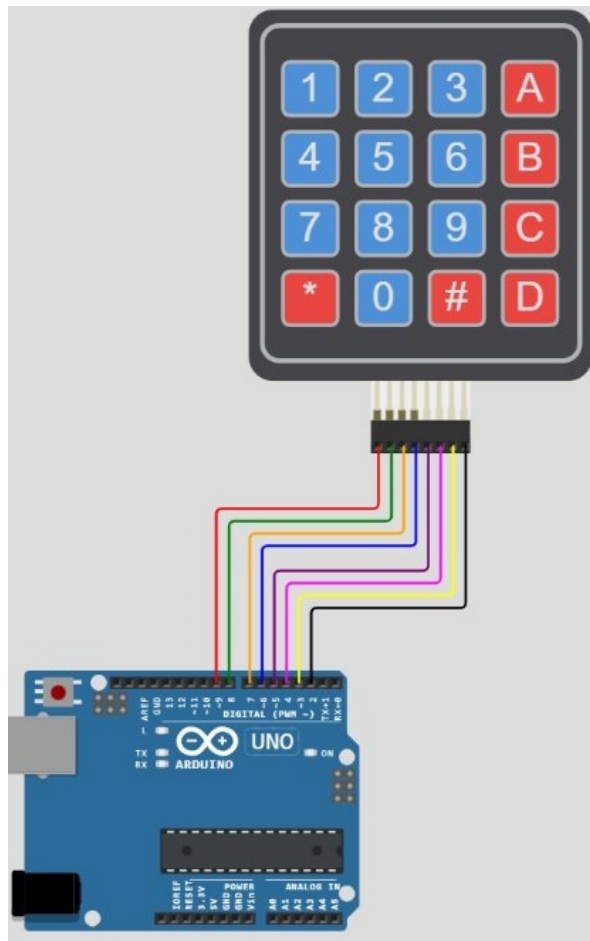 1 2 3 A
4 5 6 B
7 8 9 C
* 0 # D
AREF
GND
13
12
~11
~10
~9
8
7
~6
~5
4
~3
2
TX→1
RX←0
DIGITAL (PWM ~)
L
TX
RX
UNO
ON
ARDUINO
IOREF
RESET
3.3V
5V
GND
GND
Vin
POWER
ANALOG IN
A0
A1
A2
A3
A4
A5